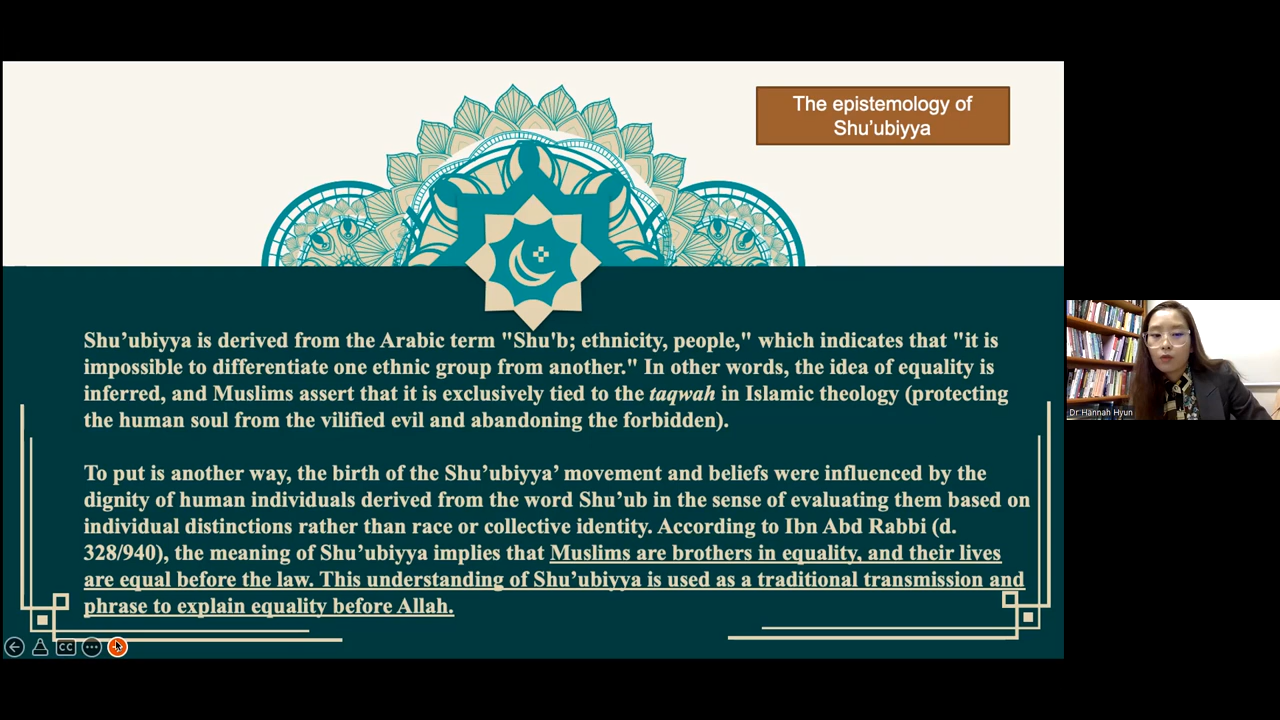 The epistemology of
Shu’ubiyya
Shu’ubiyya is derived from the Arabic term "Shu'b; ethnicity, people," which indicates that "it is
impossible to differentiate one ethnic group from another." In other words, the idea of equality is
inferred, and Muslims assert that it is exclusively tied to the taqwah in Islamic theology (protecting
the human soul from the vilified evil and abandoning the forbidden).
To put is another way, the birth of the Shu’ubiyya’ movement and beliefs were influenced by the
dignity of human individuals derived from the word Shu’ub in the sense of evaluating them based on
individual distinctions rather than race or collective identity. According to Ibn Abd Rabbi (d.
328/940), the meaning of Shu’ubiyya implies that Muslims are brothers in equality, and their lives
are equal before the law. This understanding of Shu’ubiyya is used as a traditional transmission and
phrase to explain equality before Allah.
CC
Dr Hannah Hyun